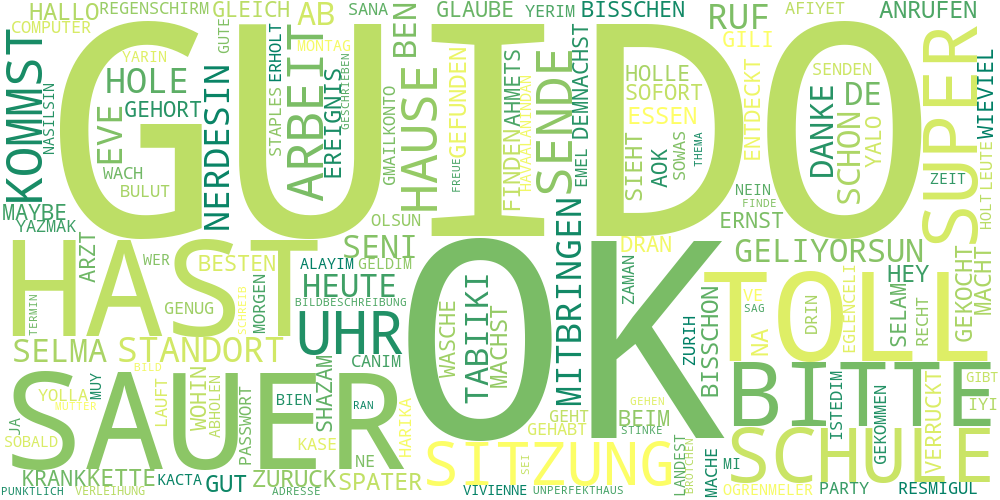 HALLO
REGENSCHIRM
GLEICH
AB
SANA
BEN
GLAUBE
YERIM
BISSCHEN
RUF
AFIYET
ANRUFEN
COMPUTER
GUTE
GUIDO
MONTAG
GILI
KOMMST
YARIN
HOLE
GEHORT
EVE
WACH
BULUT
NASILSIN
NERDESIN
STAPLES
ERHOLT
ARBEIT
EREIGNIS
GESCHRIEBEN
GMAILKONTO
HAUSE
GEFUNDEN
FREUE
FINDEN
AHMETS
HAVAALANINDAN
SENDE
EMEL
DEMNACHST
HOLLE
SOFORT
ESSEN
SIEHT
AOK
SOWAS
THEMA
ENTDECKT
SENDEN
DANKE
DE
SCHON
YALO
SUPER
WIEVIEL
ZEIT
HOLT
LEUTE
NEIN
FINDE
ERNST
MAYBE
YAZMAK
OLSUN
ARZT
WER
HAST
BESTEN
GENUG
SCHREIB
MORGEN
TERMIN
ALAYIM
GELDIM
SENI
HEUTE
BILDBESCHREIBUNG
UHR
CANIM
OK
WASCHE
TABIIKI
MACHST
MITBRINGEN
DRAN
ZAMAN
GELIYORSUN
HEY
ZURIH
BISSCHON
VE
SAG
NA
DRIN
EGLENCELI
SELAM
RECHT
GEKOCHT
MACHT
TOLL
SELMA
STANDORT
BILD
SAUER
YOLLA
MUTTER
MUY
LAUFT
WOHIN
ABHOLEN
PASSWORT
BIEN
SHAZAM
RAN
HARIKA
KASE
NE
JA
SOBALD
GEHT
GEHABT
GEHEN
BEIM
STINKE
BITTE
ISTEDIM
GEKOMMEN
VERRUCKT
GIBT
IYI
SCHULE
SITZUNG
SEI
LANDEST
BROTCHEN
MACHE
MI
OGRENMELER
PARTY
RESMIGUL
KRANK
KETTE
KACTA
GUT
ZURUCK
SPATER
PUNKTLICH
VERLEIHUNG
ADRESSE
VIVIENNE
UNPERFEKTHAUS